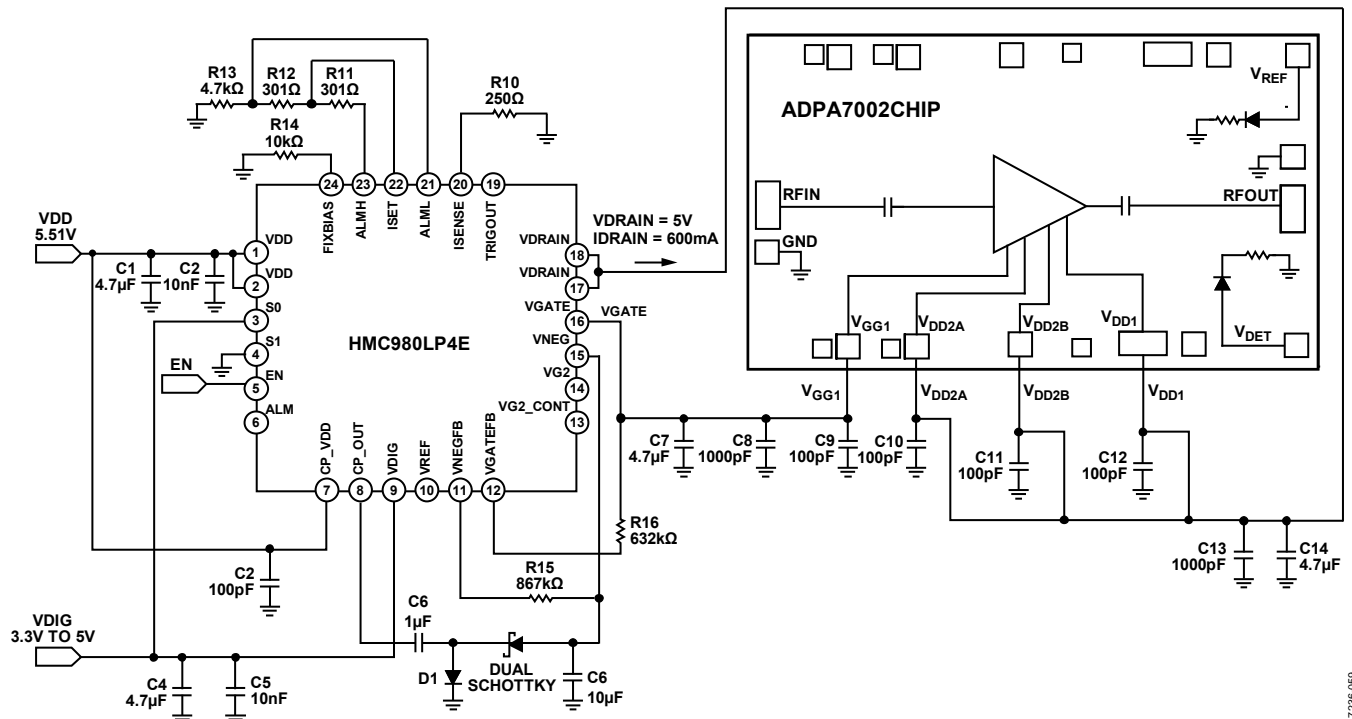 R13
4.7kΩ
R12
301Ω
R11
301Ω
R14
10kΩ
R10
250Ω
24
23
22
21
20
19
FIXBIAS
ALMH
ISET
ALML
ISENSE
TRIGOUT
VDD
5.51V
C1
4.7µF
C2
10nF
VDD
1
VDD
2
S0
3
S1
4
EN
EN
5
ALM
6
HMC980LP4E
VDRAIN
18
VDRAIN
17
VGATE
16
VNEG
15
VG2
14
VG2_CONT
13
VDRAIN = 5V
IDRAIN = 600mA
VGATE
CP_VDD
CP_OUT
VDIG
VREF
VNEGFB
VGATEFB
7
8
9
10
11
12
C2
100pF
VDIG
3.3V TO 5V
C4
4.7µF
C5
10nF
C6
1µF
D1
DUAL
SCHOTTKY
C6
10µF
R15
867kΩ
R16
632kΩ
ADPA7002CHIP
VREF
RFIN
GND
RFOUT
VDET
VGG1
VDD2A
VDD2B
VDD1
VGG1
VDD2A
VDD2B
VDD1
C7
4.7µF
C8
1000pF
C9
100pF
C10
100pF
C11
100pF
C12
100pF
C13
1000pF
C14
4.7µF